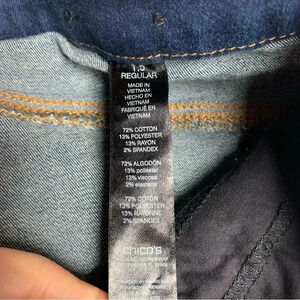 1.5
REGULAR
MADE IN
VIETNAM
HECHO EN
VIETNAM
FABRIQUÉ EN
VIETNAM
72% COTTON
13% POLYESTER
13% RAYON
2% SPANDEX
72% ALGODÓN
13% poliéster
13% viscosa
2% elastano
72% COTON
13% POLYESTER
13% RAYONNE
2% SPANDEX
chico's